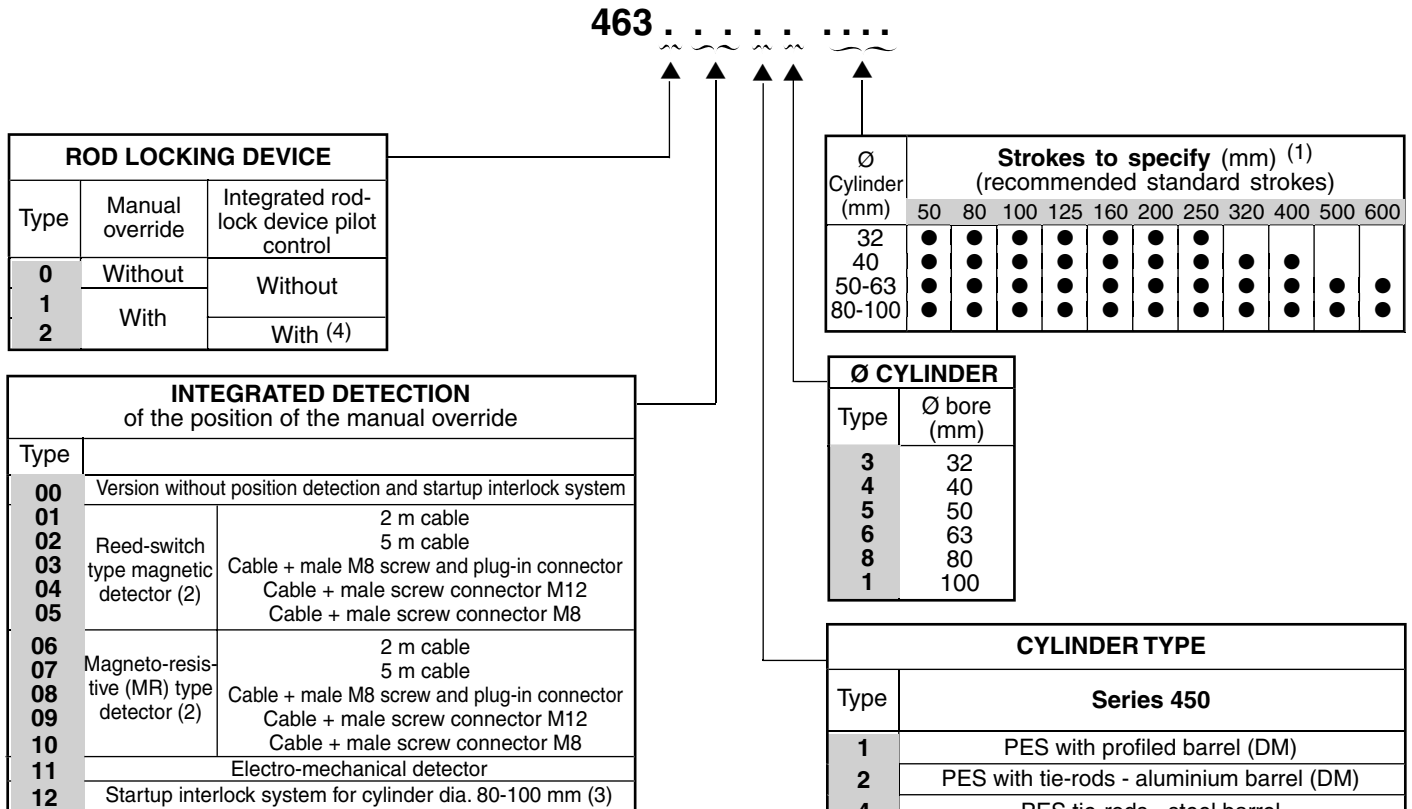 463 . . . . . . . . .
ROD LOCKING DEVICE
Type Manual override Integrated rod-lock device pilot control
0 Without Without
1 With
2 With (4)
INTEGRATED DETECTION
of the position of the manual override
Type
00 Version without position detection and startup interlock system
Reed-switch type magnetic detector (2)
01 2 m cable
02 5 m cable
03 Cable + male M8 screw and plug-in connector
04 Cable + male screw connector M12
05 Cable + male screw connector M8
Magneto-resistive (MR) type detector (2)
06 2 m cable
07 5 m cable
08 Cable + male M8 screw and plug-in connector
09 Cable + male screw connector M12
10 Cable + male screw connector M8
11 Electro-mechanical detector
12 Startup interlock system for cylinder dia. 80-100 mm (3)
Ø Cylinder (mm) Strokes to specify (mm) (1)
(recommended standard strokes)
50 80 100 125 160 200 250 320 400 500 600
32 ● ● ● ● ● ● ●
40 ● ● ● ● ● ● ● ● ●
50-63 ● ● ● ● ● ● ● ● ● ● ●
80-100 ● ● ● ● ● ● ● ● ● ● ●
Ø CYLINDER
Type Ø bore (mm)
3 32
4 40
5 50
6 63
8 80
1 100
CYLINDER TYPE
Type Series 450
1 PES with profiled barrel (DM)
2 PES with tie-rods - aluminium barrel (DM)
4 PES tie-rods - steel barrel